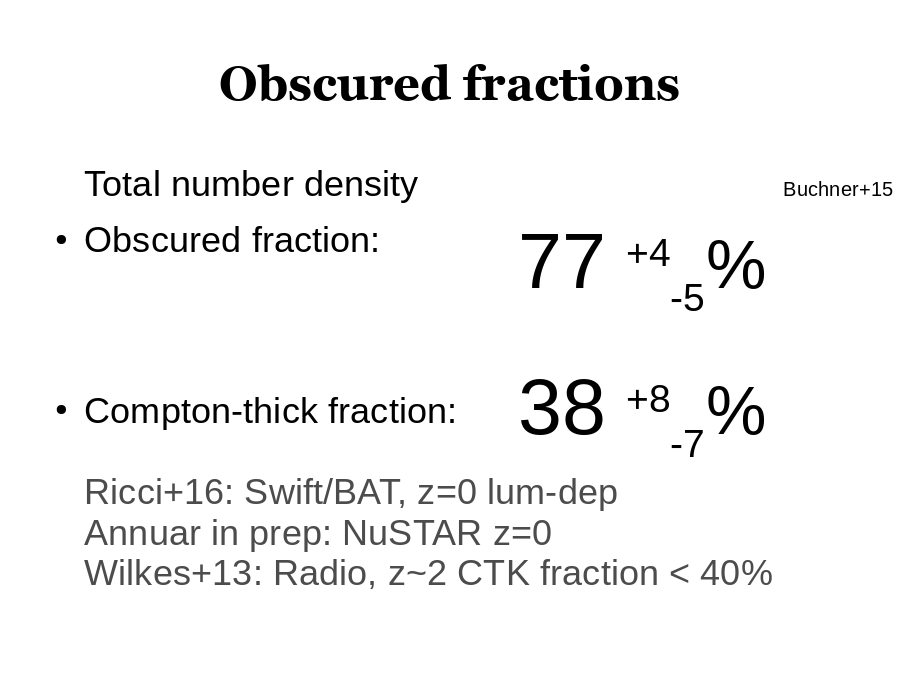 Obscured fractions
Total number density
Buchner+15
• Obscured fraction: 77 +4 -5 %
• Compton-thick fraction: 38 +8 -7 %
Ricci+16: Swift/BAT, z=0 lum-dep
Annuar in prep: NuSTAR z=0
Wilkes+13: Radio, z~2 CTK fraction < 40%